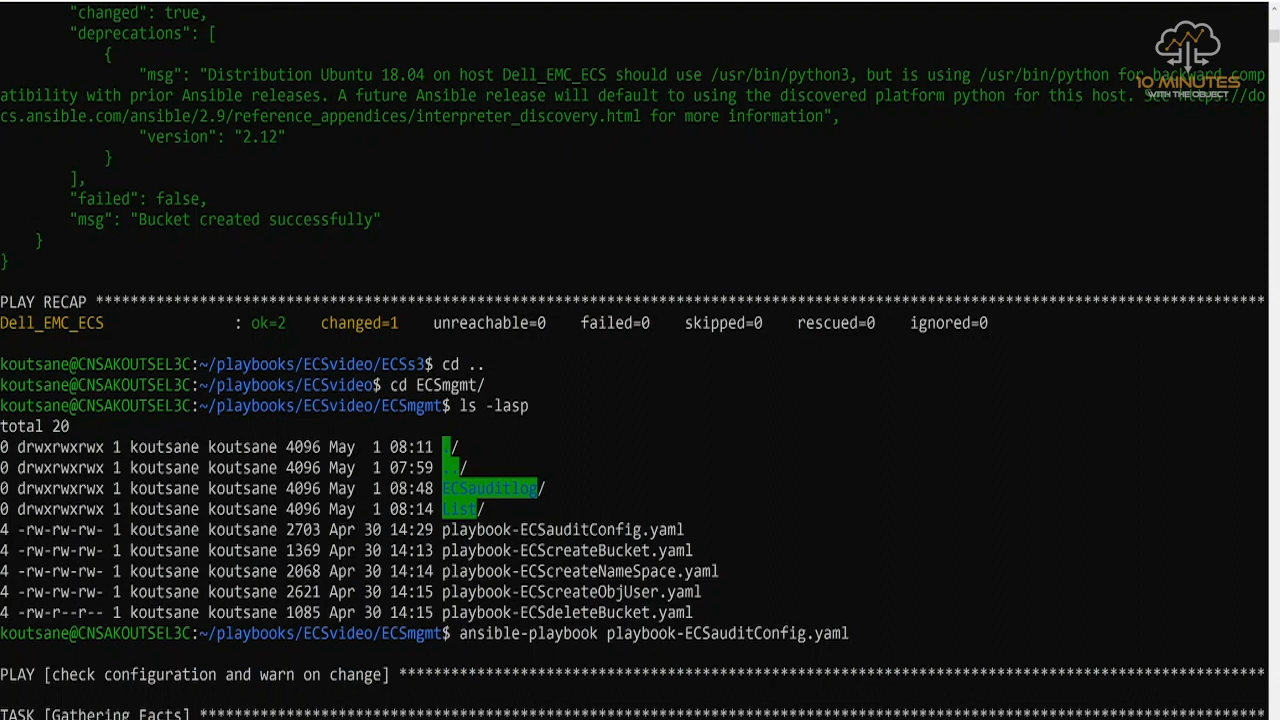 "changed": true,
"deprecations": [
{
"msg": "Distribution Ubuntu 18.04 on host Dell_EMC_ECS should use /usr/bin/python3, but is using /usr/bin/python for backward comp
atibility with prior Ansible releases. A future Ansible release will default to using the discovered platform python for this host. See https://do
cs.ansible.com/ansible/2.9/reference_appendices/interpreter_discovery.html for more information",
"version": "2.12"
}
],
"failed": false,
"msg": "Bucket created successfully"
}
}
10 MINUTES
WITH THE OBJECT
PLAY RECAP ***************************************************************************************************************************************
Dell_EMC_ECS : ok=2 changed=1 unreachable=0 failed=0 skipped=0 rescued=0 ignored=0
koutsane@CNSAKOUTSEL3C:~/playbooks/ECSvideo/ECSs3$ cd ..
koutsane@CNSAKOUTSEL3C:~/playbooks/ECSvideo$ cd ECSmgmt/
koutsane@CNSAKOUTSEL3C:~/playbooks/ECSvideo/ECSmgmt$ ls -lasp
total 20
0 drwxrwxrwx 1 koutsane koutsane 4096 May 1 08:11 ./
0 drwxrwxrwx 1 koutsane koutsane 4096 May 1 07:59 ../
0 drwxrwxrwx 1 koutsane koutsane 4096 May 1 08:48 ECSauditlog/
0 drwxrwxrwx 1 koutsane koutsane 4096 May 1 08:14 List/
4 -rw-rw-rw- 1 koutsane koutsane 2703 Apr 30 14:29 playbook-ECSauditConfig.yaml
4 -rw-rw-rw- 1 koutsane koutsane 1369 Apr 30 14:13 playbook-ECScreateBucket.yaml
4 -rw-rw-rw- 1 koutsane koutsane 2068 Apr 30 14:14 playbook-ECScreateNameSpace.yaml
4 -rw-rw-rw- 1 koutsane koutsane 2621 Apr 30 14:15 playbook-ECScreateObjUser.yaml
4 -rw-r--r-- 1 koutsane koutsane 1085 Apr 30 14:15 playbook-ECSdeleteBucket.yaml
koutsane@CNSAKOUTSEL3C:~/playbooks/ECSvideo/ECSmgmt$ ansible-playbook playbook-ECSauditConfig.yaml
PLAY [check configuration and warn on change] ****************************************************************************************************
TASK [Gathering Facts] ***************************************************************************************************************************